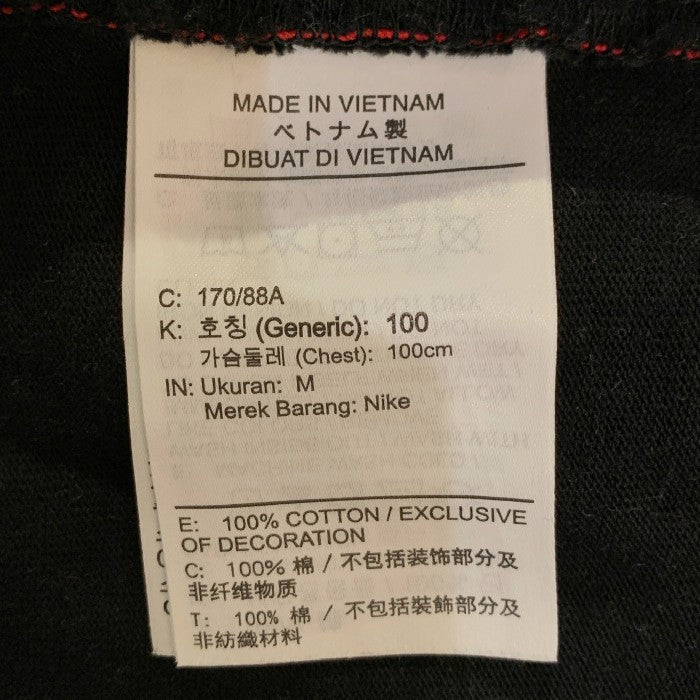 MADE IN VIETNAM
ベトナム製
DIBUAT DI VIETNAM
C: 170/88A
K: 호칭 (Generic): 100
가슴둘레 (Chest): 100cm
IN: Ukuran: M
Merek Barang: Nike
E: 100% COTTON / EXCLUSIVE
OF DECORATION
C: 100% 棉 / 不包括装饰部分及
非纤维物质
T: 100% 棉 / 不包括裝飾部分及
非紡織材料